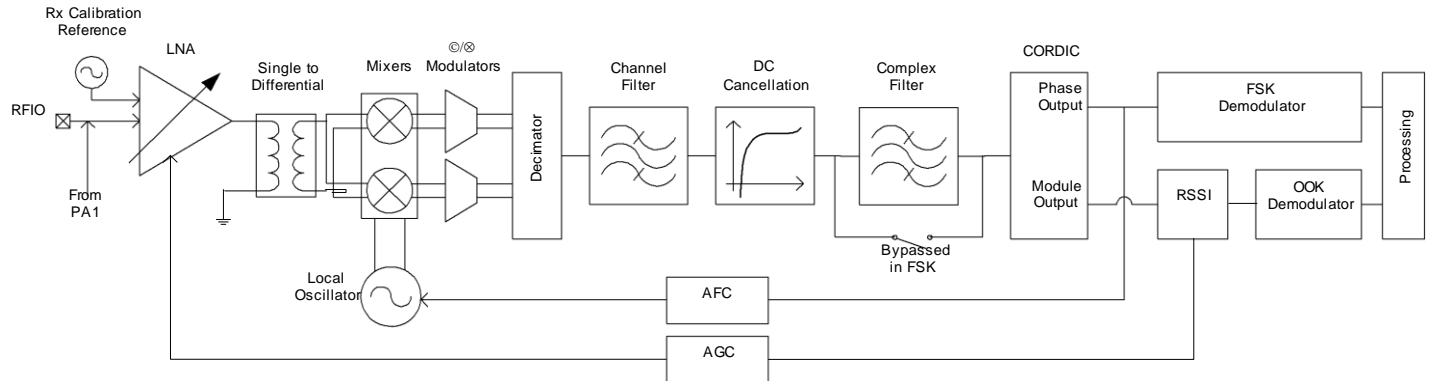 Rx Calibration
Reference
LNA
RFIO
From
PA1
Single to
Differential
Mixers
©/⊗
Modulators
Local
Oscillator
Decimator
Channel
Filter
DC
Cancellation
Complex
Filter
Bypassed
in FSK
CORDIC
Phase
Output
Module
Output
FSK
Demodulator
RSSI
OOK
Demodulator
Processing
AFC
AGC